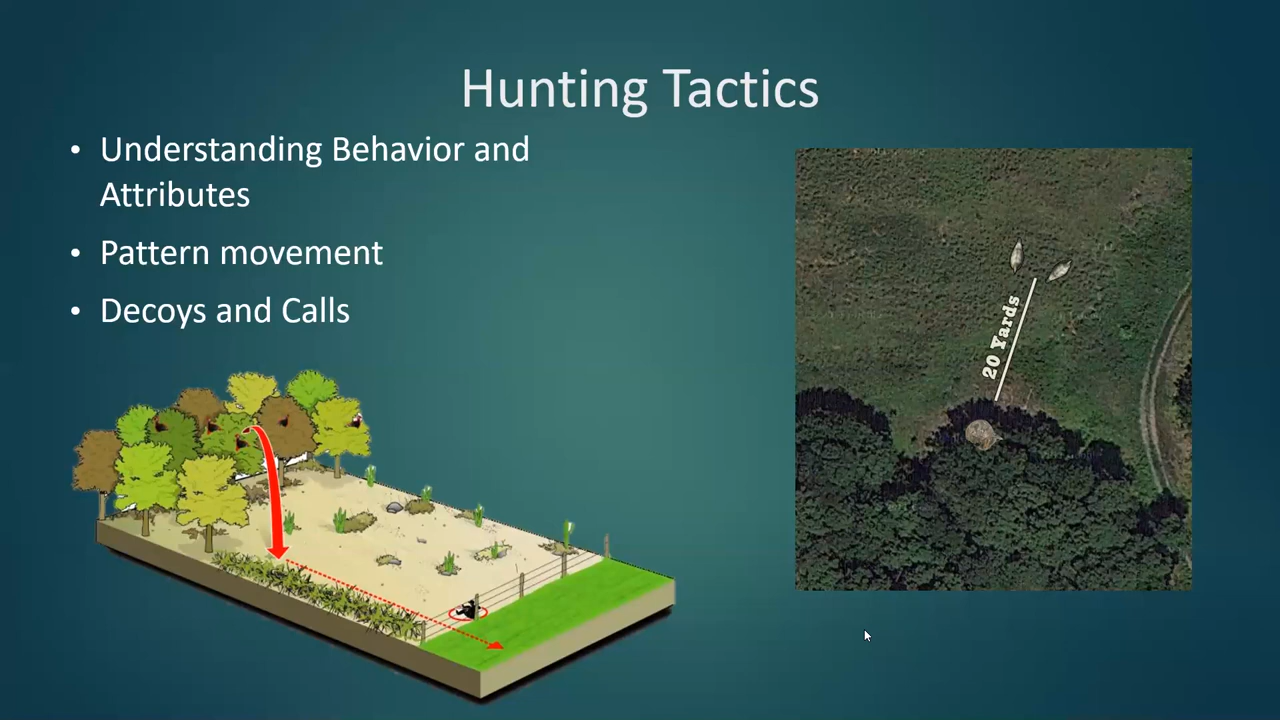 Hunting Tactics
Understanding Behavior and
Attributes
Pattern movement
Decoys and Calls
20 Yards